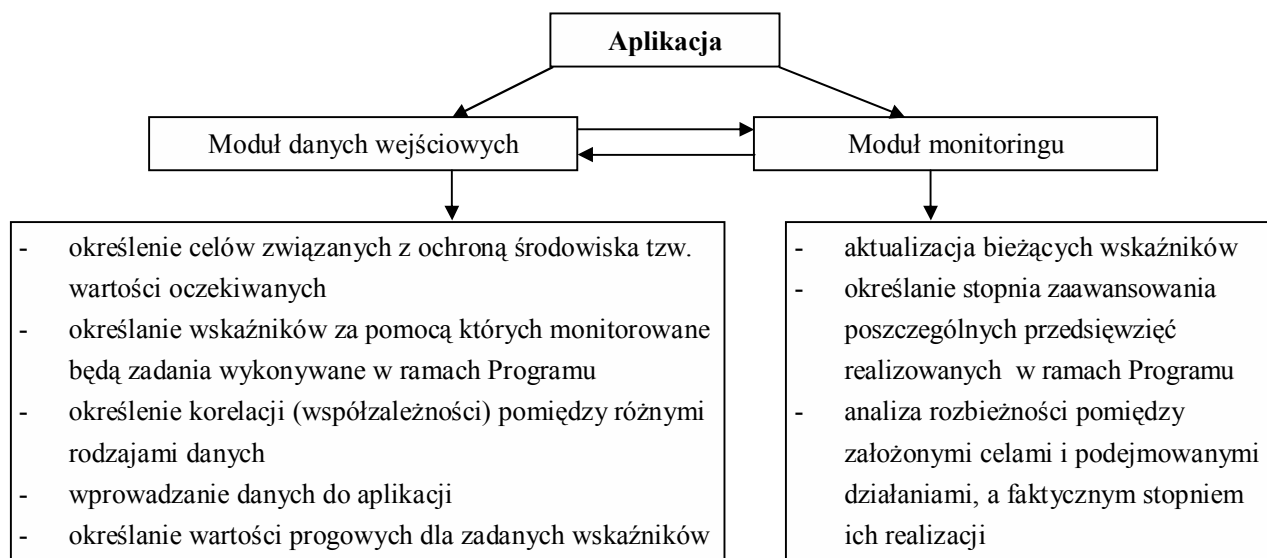 Aplikacja
Moduł danych wejściowych
Moduł monitoringu
- określenie celów związanych z ochroną środowiska tzw.
wartości oczekiwanych
- określanie wskaźników za pomocą których monitorowane
będą zadania wykonywane w ramach Programu
- określenie korelacji (współzależności) pomiędzy różnymi
rodzajami danych
- wprowadzanie danych do aplikacji
- określanie wartości progowych dla zadanych wskaźników
- aktualizacja bieżących wskaźników
- określanie stopnia zaawansowania
poszczególnych przedsięwzięć
realizowanych w ramach Programu
- analiza rozbieżności pomiędzy
założonymi celami i podejmowanymi
działaniami, a faktycznym stopniem
ich realizacji